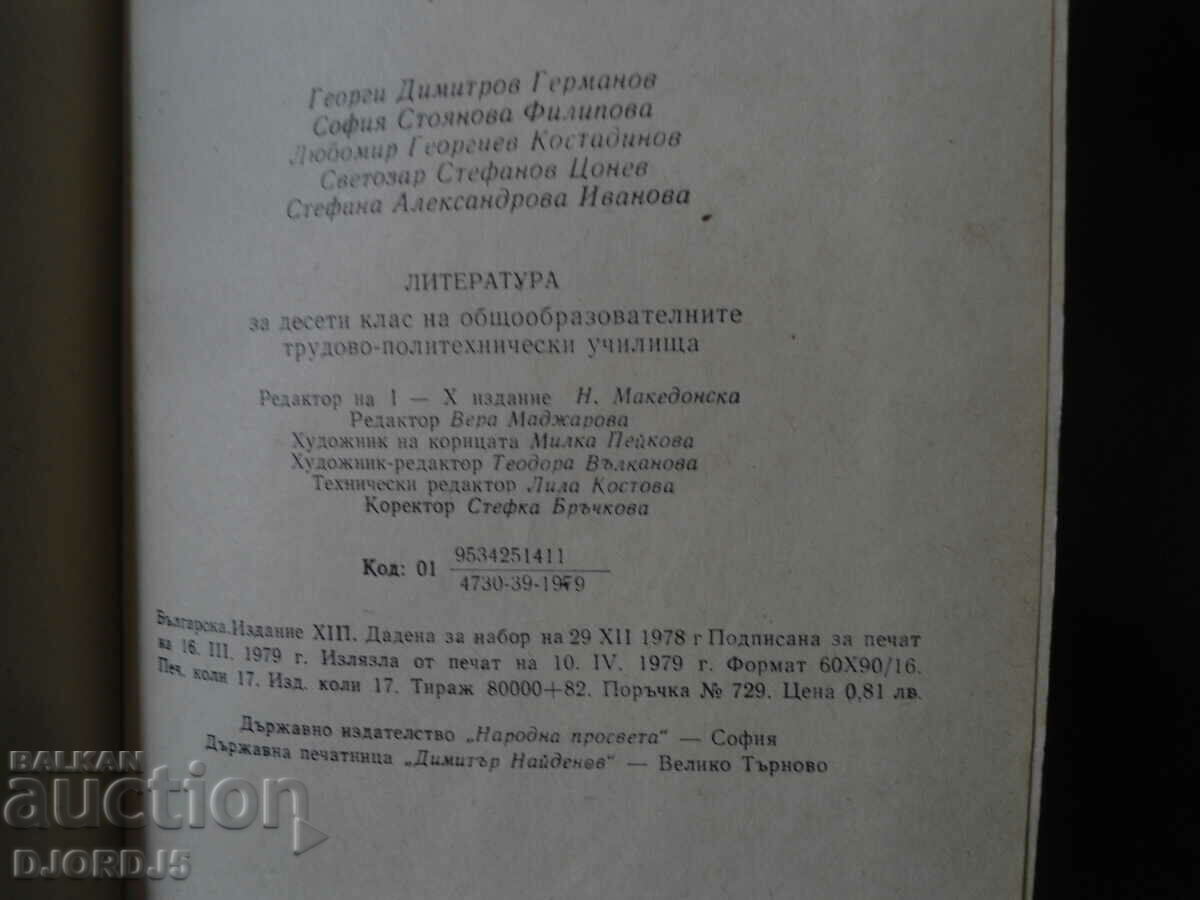 Георги Димитров Германов
София Стоянова Филипова
Любомир Георгиев Костадинов
Светозар Стефанов Цонев
Стефана Александрова Иванова
ЛИТЕРАТУРА
за десети клас на общообразователните
трудово-политехнически училища
Редактор на I — X издание Н. Македонска
Редактор Вера Маджарова
Художник на корицата Милка Пейкова
Художник-редактор Теодора Вълканова
Технически редактор Лила Костова
Коректор Стефка Бръчкова
9534251411
Код: 01
4730-39-1979
Българска. Издание XIII. Дадена за набор на 29 XII 1978 г Подписана за печат
на 16. III. 1979 г. Излязла от печат на 10. IV. 1979 г. Формат 60X90/16.
Печ. коли 17. Изд. коли 17. Тираж 80000+82. Поръчка № 729. Цена 0,81 лв.
Държавно издателство „Народна просвета“ — София
Държавна печатница „Димитър Найденов“ — Велико Търново
BALKAN
auction
DJORDJ5